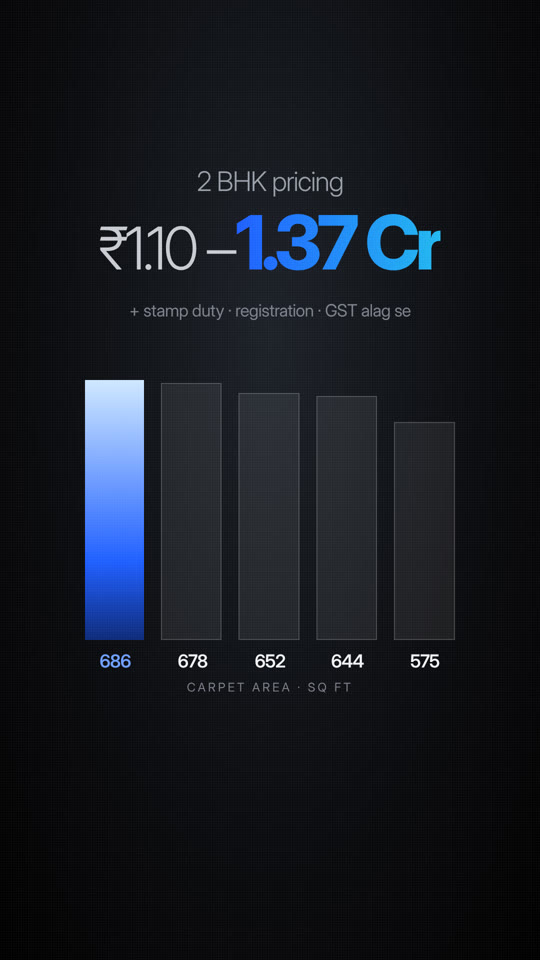 2 BHK pricing
₹1.10 –1.37 Cr
+ stamp duty · registration · GST alag se
686 678 652 644 575
CARPET AREA · SQ FT